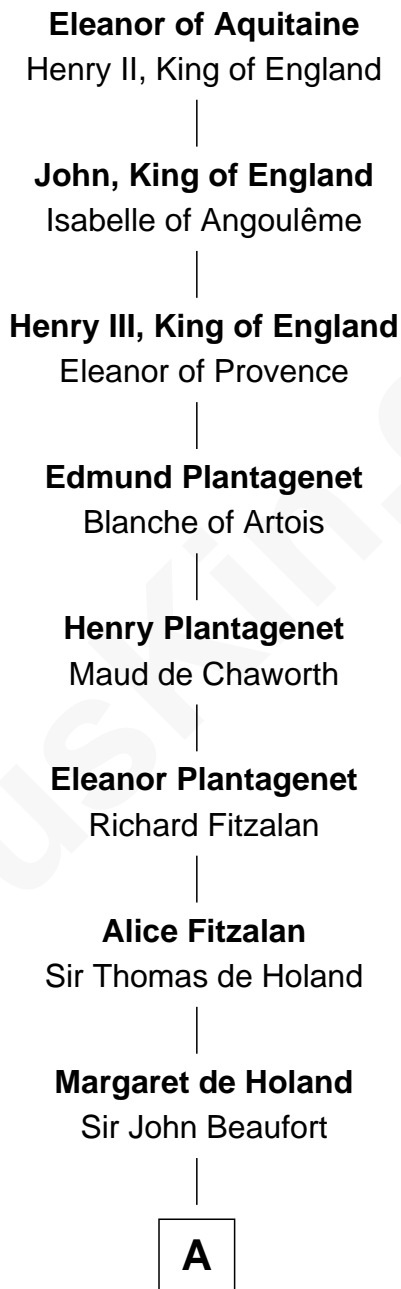 Eleanor of Aquitaine
Henry II, King of England
John, King of England
Isabelle of Angoulême
Henry III, King of England
Eleanor of Provence
Edmund Plantagenet
Blanche of Artois
Henry Plantagenet
Maud de Chaworth
Eleanor Plantagenet
Richard Fitzalan
Alice Fitzalan
Sir Thomas de Holand
Margaret de Holand
Sir John Beaufort
A